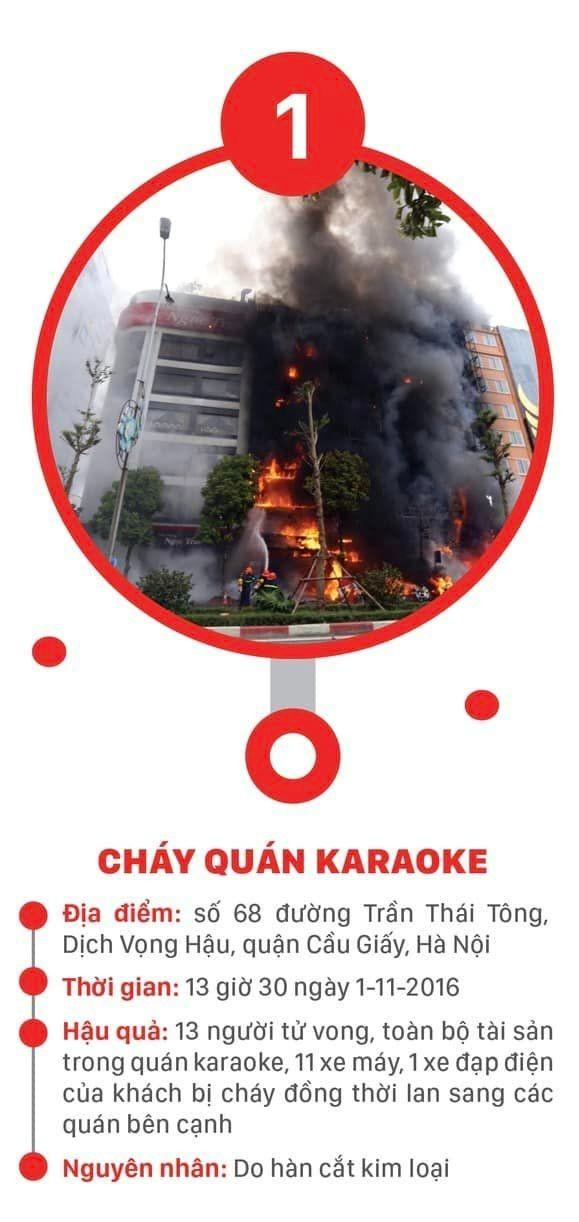 1
CHÁY QUÁN KARAOKE
Địa điểm: số 68 đường Trần Thái Tông,
Dịch Vọng Hậu, quận Cầu Giấy, Hà Nội
Thời gian: 13 giờ 30 ngày 1-11-2016
Hậu quả: 13 người tử vong, toàn bộ tài sản
trong quán karaoke, 11 xe máy, 1 xe đạp điện
của khách bị cháy đồng thời lan sang các
quán bên cạnh
Nguyên nhân: Do hàn cắt kim loại